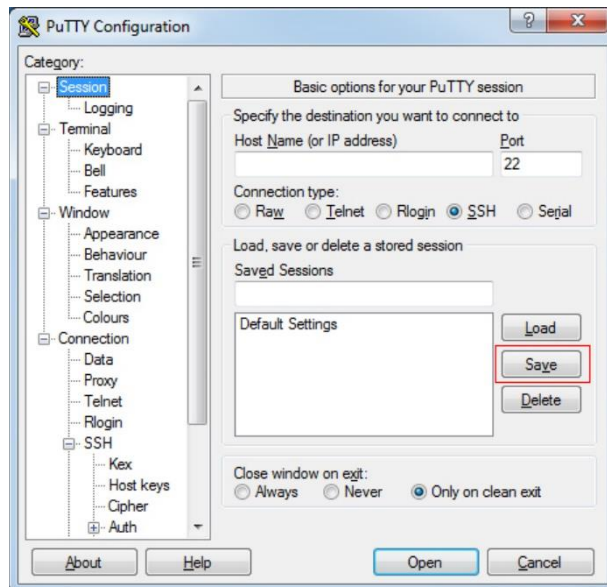 PuTTY Configuration
Category:
Session
Logging
Terminal
Keyboard
Bell
Features
Window
Appearance
Behaviour
Translation
Selection
Colours
Connection
Data
Proxy
Telnet
Rlogin
SSH
Kex
Host keys
Cipher
Auth
Basic options for your PuTTY session
Specify the destination you want to connect to
Host Name (or IP address) Port
22
Connection type:
Raw Telnet Rlogin SSH Serial
Load, save or delete a stored session
Saved Sessions
Default Settings
Load
Save
Delete
Close window on exit:
Always Never Only on clean exit
About Help Open Cancel